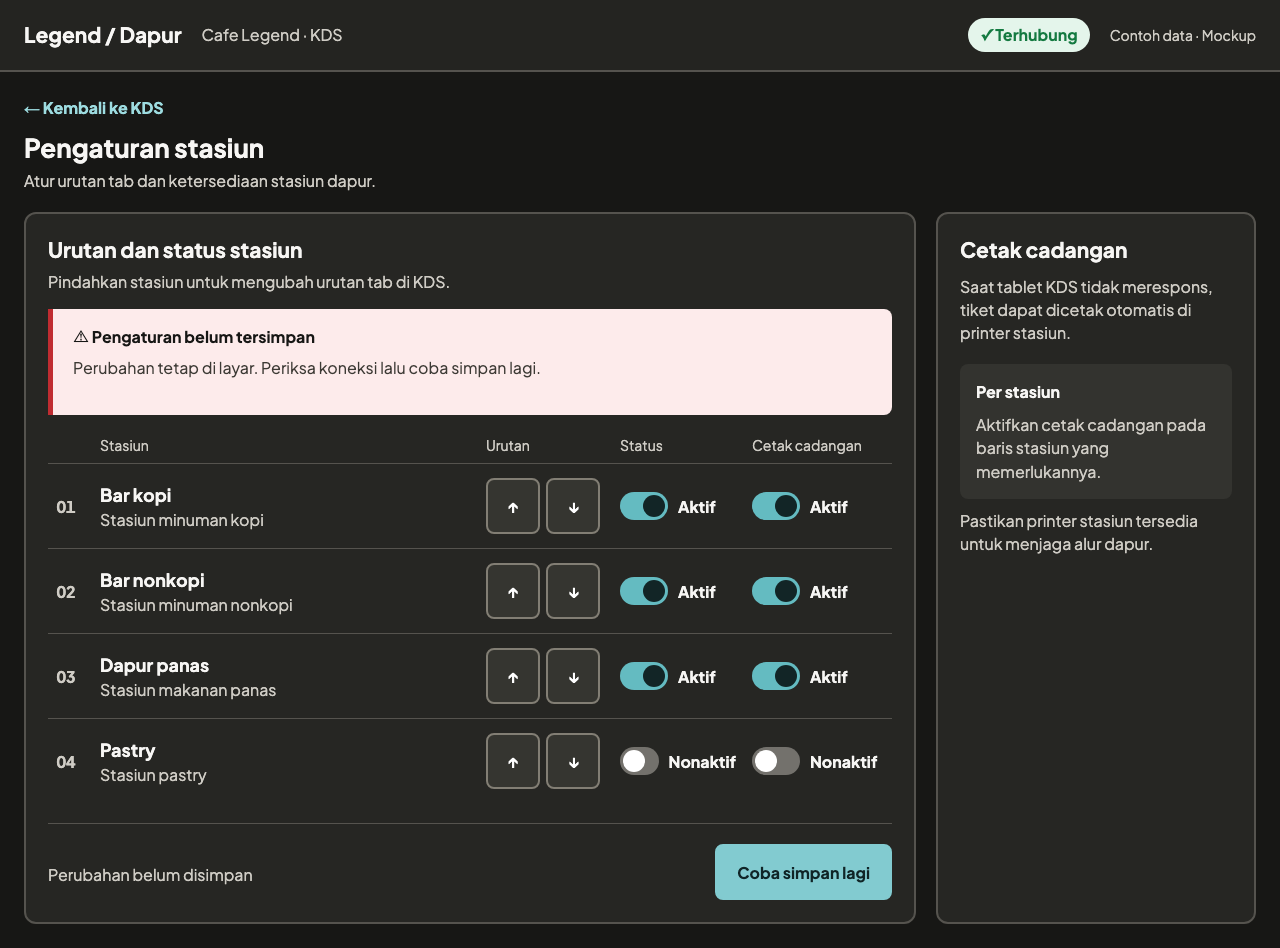 Legend / Dapur
Cafe Legend · KDS
✓Terhubung
Contoh data · Mockup
← Kembali ke KDS
Pengaturan stasiun
Atur urutan tab dan ketersediaan stasiun dapur.
Urutan dan status stasiun
Pindahkan stasiun untuk mengubah urutan tab di KDS.
⚠ Pengaturan belum tersimpan
Perubahan tetap di layar. Periksa koneksi lalu coba simpan lagi.
Stasiun Urutan Status Cetak cadangan
01 Bar kopi ↑ ↓ Aktif Aktif
Stasiun minuman kopi
02 Bar nonkopi ↑ ↓ Aktif Aktif
Stasiun minuman nonkopi
03 Dapur panas ↑ ↓ Aktif Aktif
Stasiun makanan panas
04 Pastry ↑ ↓ Nonaktif Nonaktif
Stasiun pastry
Perubahan belum disimpan
Coba simpan lagi
Cetak cadangan
Saat tablet KDS tidak merespons,
tiket dapat dicetak otomatis di
printer stasiun.
Per stasiun
Aktifkan cetak cadangan pada
baris stasiun yang
memerlukannya.
Pastikan printer stasiun tersedia
untuk menjaga alur dapur.